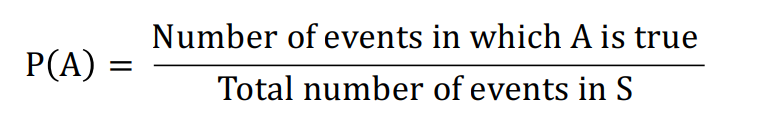 P(A) = Number of events in which A is true
Total number of events in S